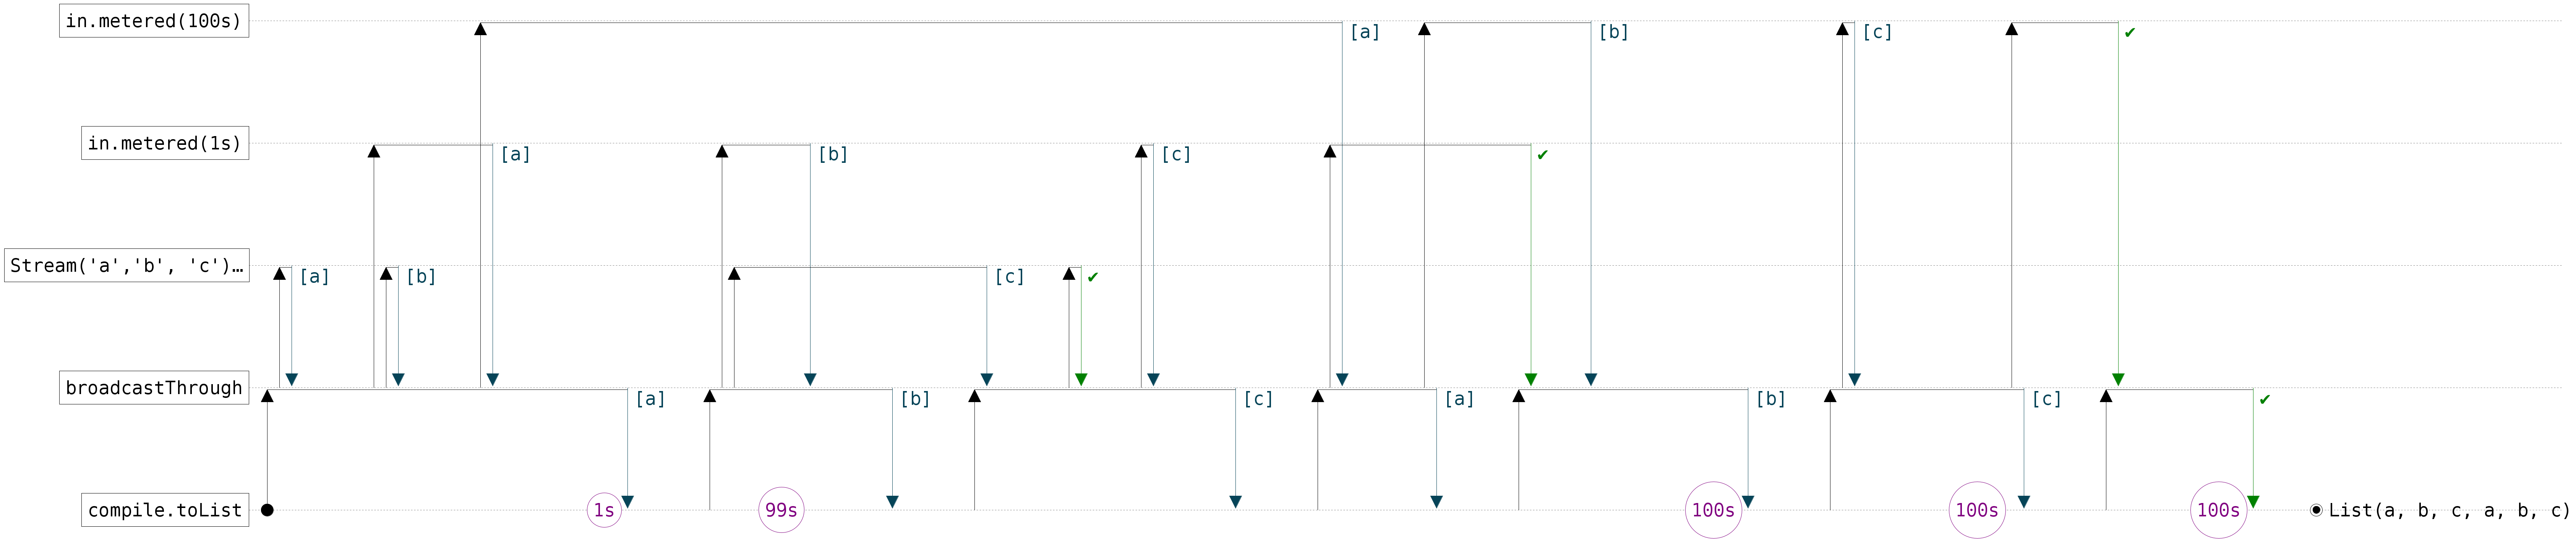 in.metered(100s)
[a]
[b]
[c]
✔
in.metered(1s)
[a]
[b]
[c]
✔
Stream('a','b', 'c')…
[a]
[b]
[c]
✔
broadcastThrough
[a]
[b]
[c]
[a]
[b]
[c]
✔
compile.toList
1s
99s
100s
100s
100s
List(a, b, c, a, b, c)